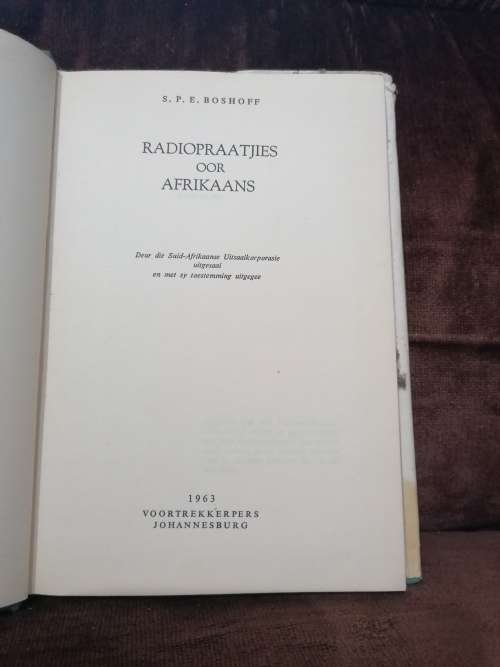 S. P. E. BOSHOFF
RADIOPRAATJIES
OOR
AFRIKAANS
Deur die Suid-Afrikaanse Uitsaaikorporasie
uitgesaai
en met sy toestemming uitgegee
1963
VOORTREKKERPERS
JOHANNESBURG